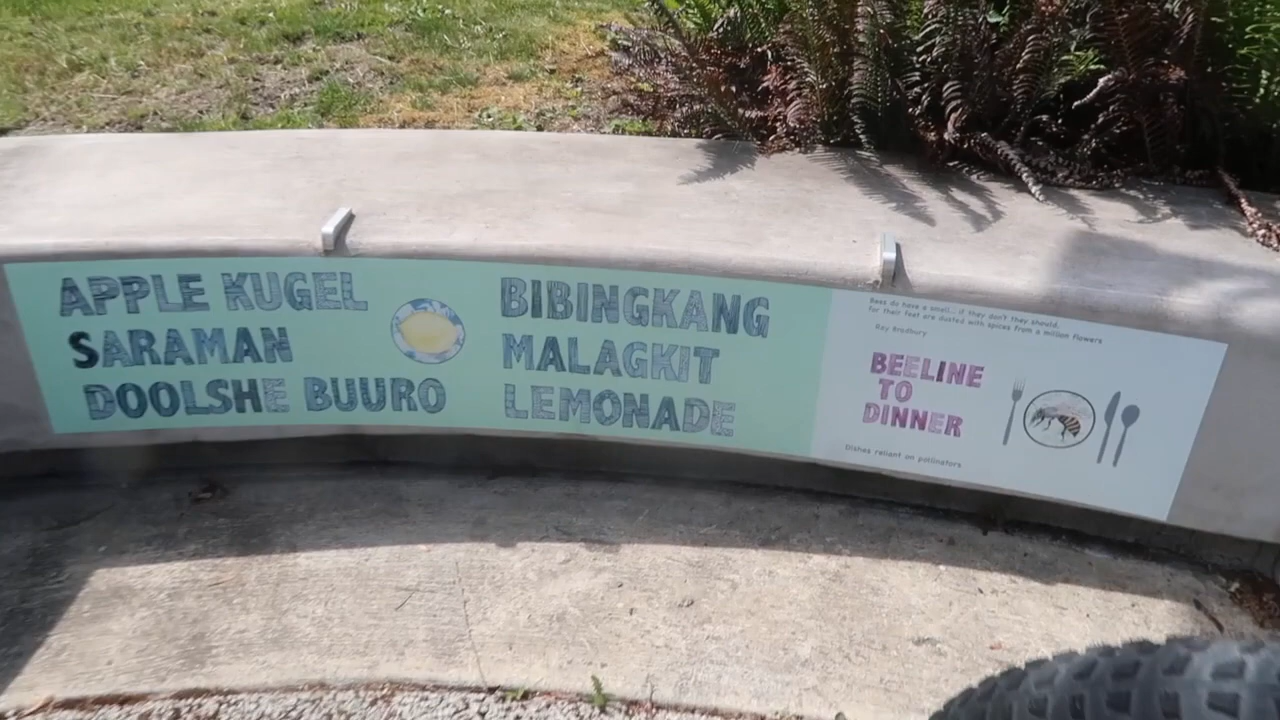 APPLE KUGEL
SARAMAN
DOOLSHE BUURO
BIBINGKANG
MALAGKIT
LEMONADE
Bees do have a smell... if they don't they should.
for their feet are dusted with spices from a million flowers
Ray Bradbury
BEELINE
TO
DINNER
Dishes reliant on pollinators